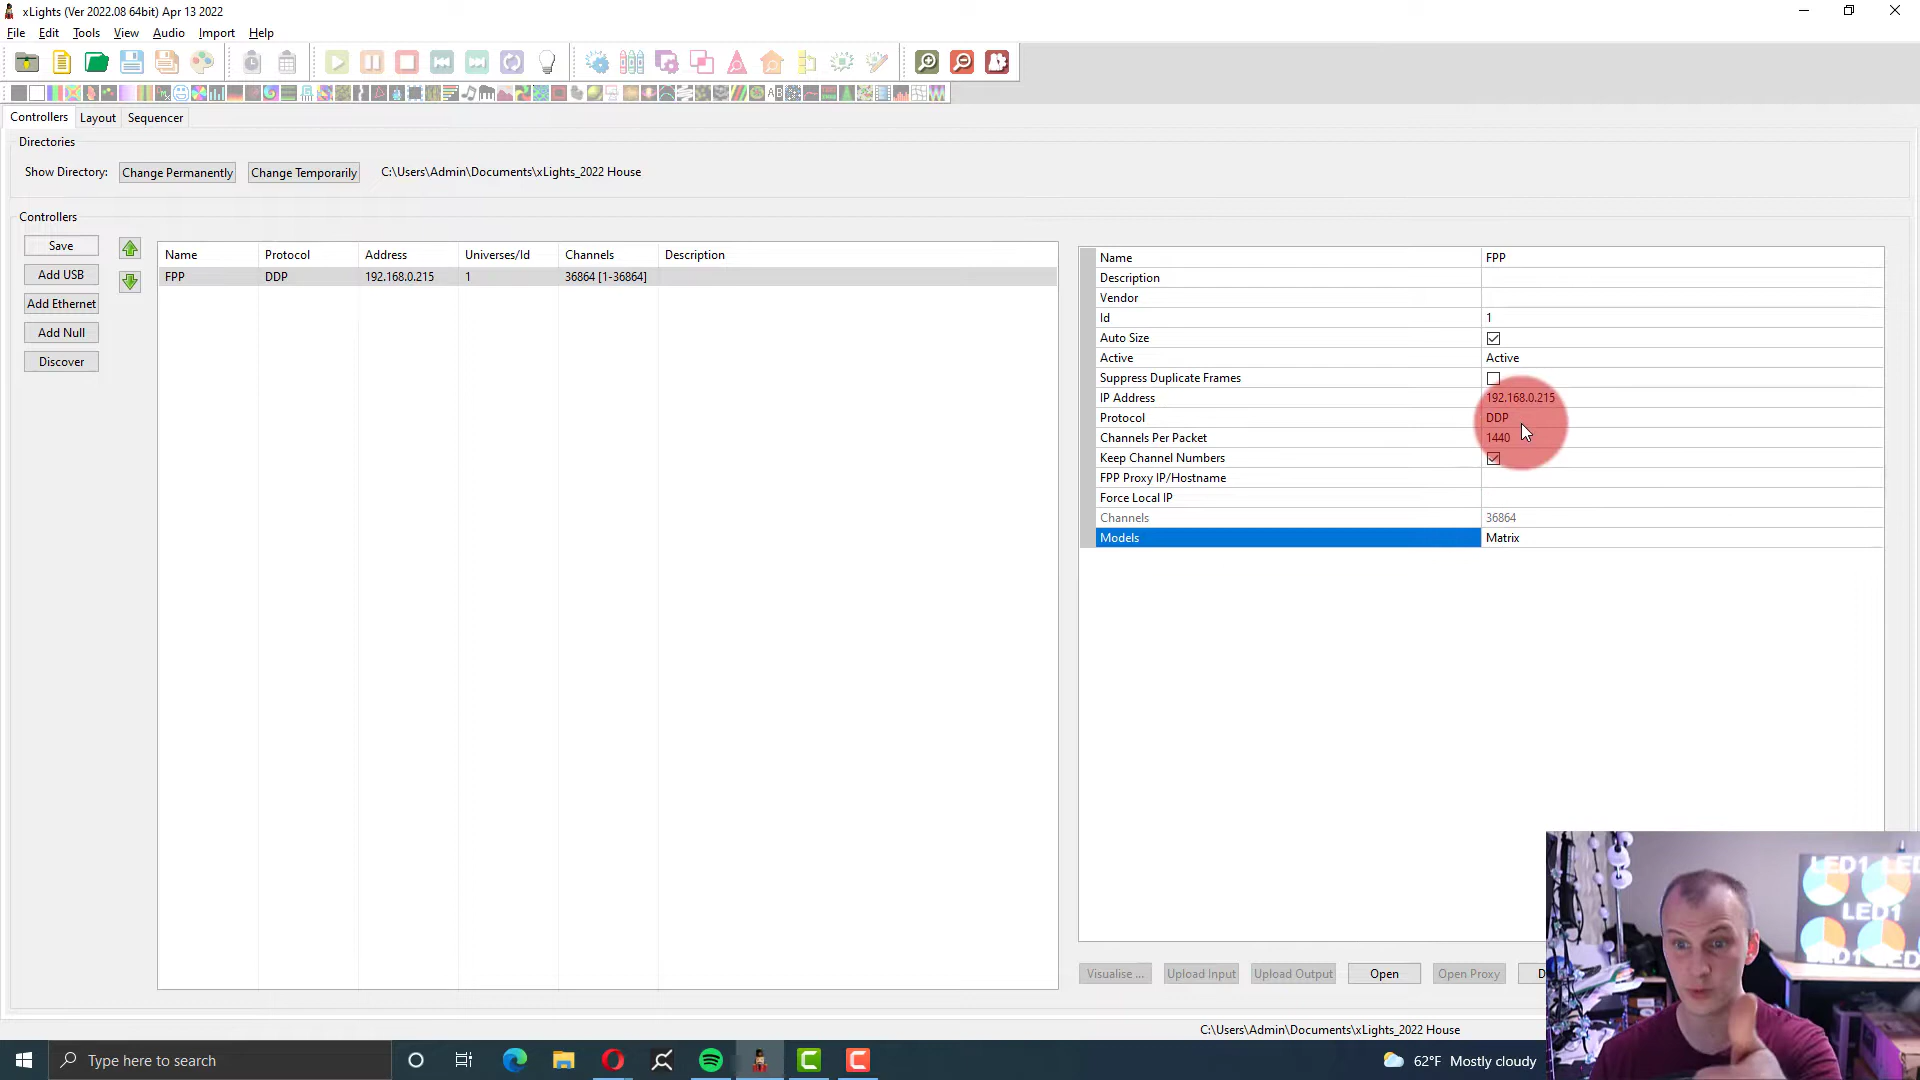 xLights (Ver 2022.08 64bit) Apr 13 2022
File Edit Tools View Audio Import Help
Controllers Layout Sequencer
Directories
Show Directory: Change Permanently Change Temporarily C:\Users\Admin\Documents\xLights_2022 House
Controllers
Save
Add USB
Add Ethernet
Add Null
Discover
Name Protocol Address Universes/Id Channels Description
FPP DDP 192.168.0.215 1 36864 [1-36864]
Name FPP
Description
Vendor
Id 1
Auto Size
Active Active
Suppress Duplicate Frames
IP Address 192.168.0.215
Protocol DDP
Channels Per Packet 1440
Keep Channel Numbers
FPP Proxy IP/Hostname
Force Local IP
Channels 36864
Models Matrix
Visualise ... Upload Input Upload Output Open Open Proxy
C:\Users\Admin\Documents\xLights_2022 House
LED1
LED1
LED1
Type here to search
62°F Mostly cloudy